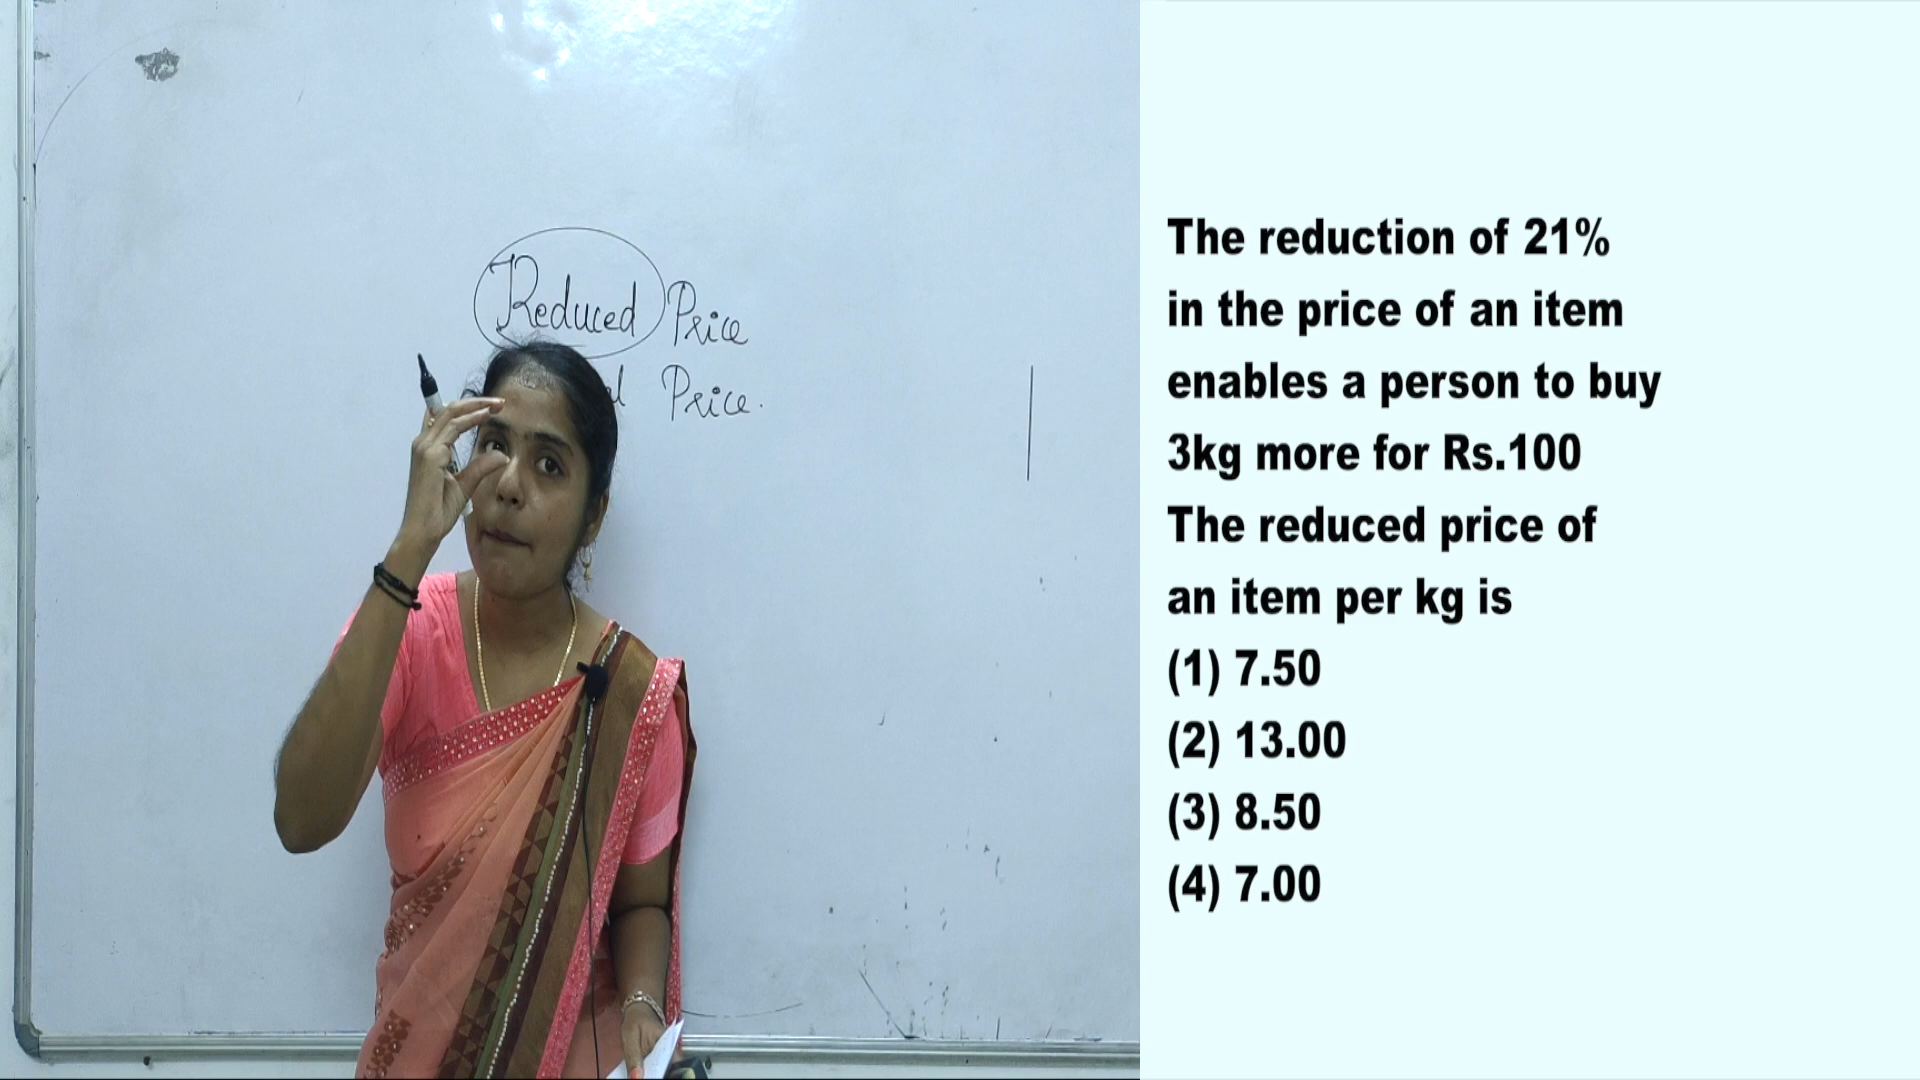 Reduced Price
Price.
The reduction of 21%
in the price of an item
enables a person to buy
3kg more for Rs.100
The reduced price of
an item per kg is
(1) 7.50
(2) 13.00
(3) 8.50
(4) 7.00